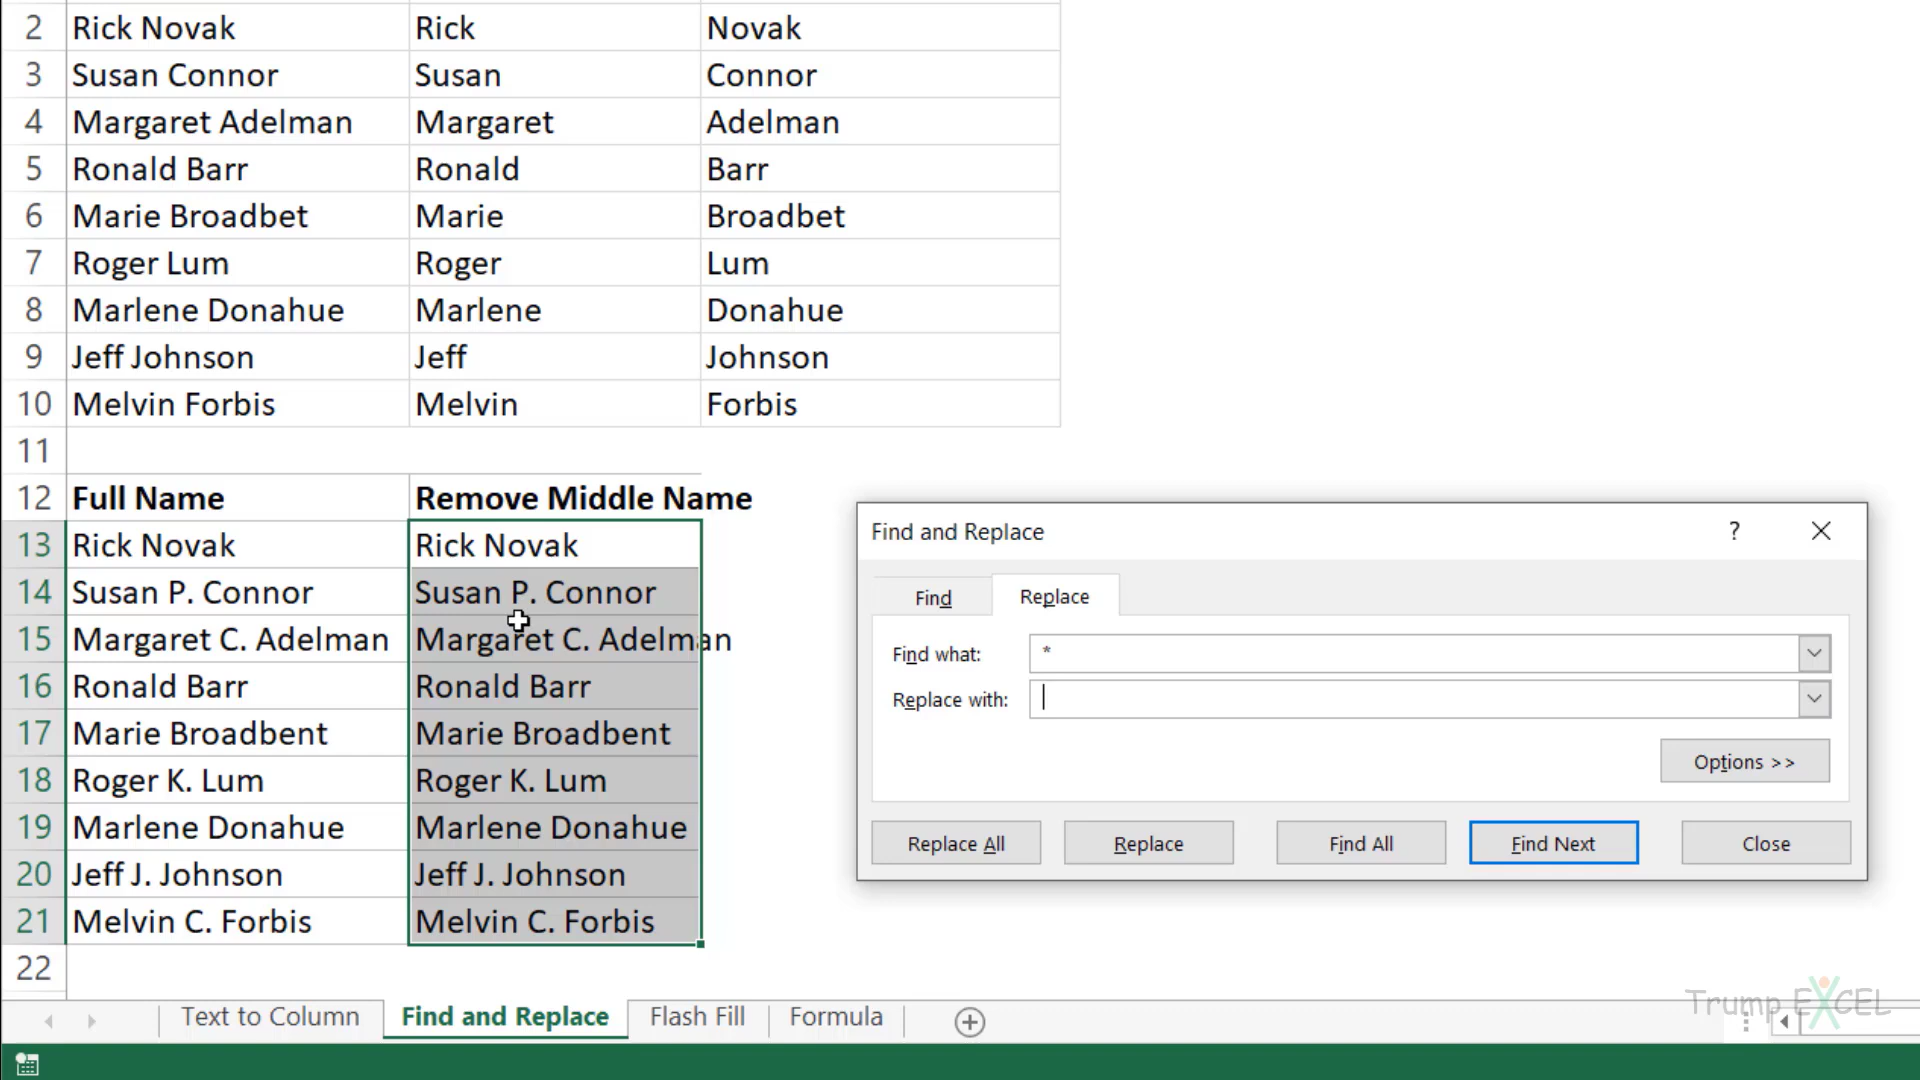 2 Rick Novak Rick Novak
3 Susan Connor Susan Connor
4 Margaret Adelman Margaret Adelman
5 Ronald Barr Ronald Barr
6 Marie Broadbet Marie Broadbet
7 Roger Lum Roger Lum
8 Marlene Donahue Marlene Donahue
9 Jeff Johnson Jeff Johnson
10 Melvin Forbis Melvin Forbis
11
12 Full Name Remove Middle Name
13 Rick Novak Rick Novak
14 Susan P. Connor Susan P. Connor
15 Margaret C. Adelman Margaret C. Adelman
16 Ronald Barr Ronald Barr
17 Marie Broadbent Marie Broadbent
18 Roger K. Lum Roger K. Lum
19 Marlene Donahue Marlene Donahue
20 Jeff J. Johnson Jeff J. Johnson
21 Melvin C. Forbis Melvin C. Forbis
22
Find and Replace ?
Find Replace
Find what: *
Replace with:
Options >>
Replace All Replace Find All Find Next Close
Text to Column Find and Replace Flash Fill Formula
Trump EXCEL